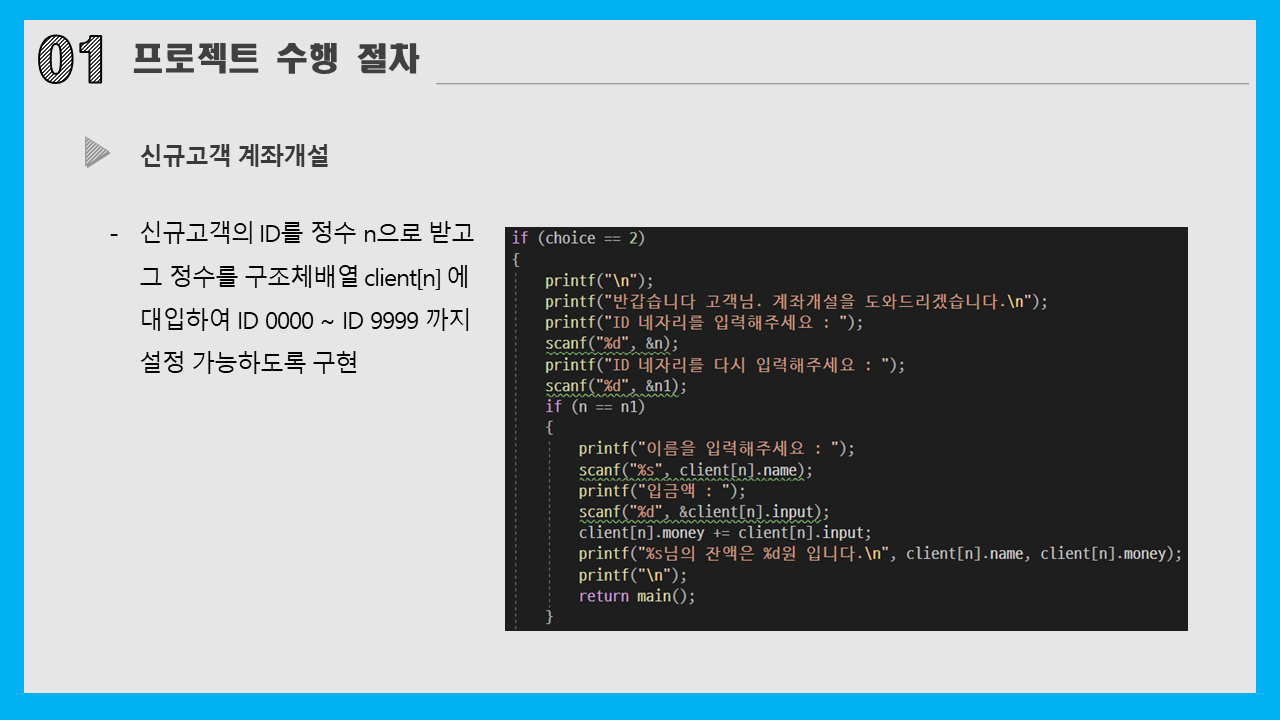 01 프로젝트 수행 절차
신규고객 계좌개설
- 신규고객의 ID를 정수 n으로 받고
그 정수를 구조체배열 client[n] 에
대입하여 ID 0000 ~ ID 9999 까지
설정 가능하도록 구현
if (choice == 2)
{
printf("\n");
printf("반갑습니다 고객님. 계좌개설을 도와드리겠습니다.\n");
printf("ID 네자리를 입력해주세요 : ");
scanf("%d", &n);
printf("ID 네자리를 다시 입력해주세요 : ");
scanf("%d", &n1);
if (n == n1)
{
printf("이름을 입력해주세요 : ");
scanf("%s", client[n].name);
printf("입금액 : ");
scanf("%d", &client[n].input);
client[n].money += client[n].input;
printf("%s님의 잔액은 %d원 입니다.\n", client[n].name, client[n].money);
printf("\n");
return main();
}